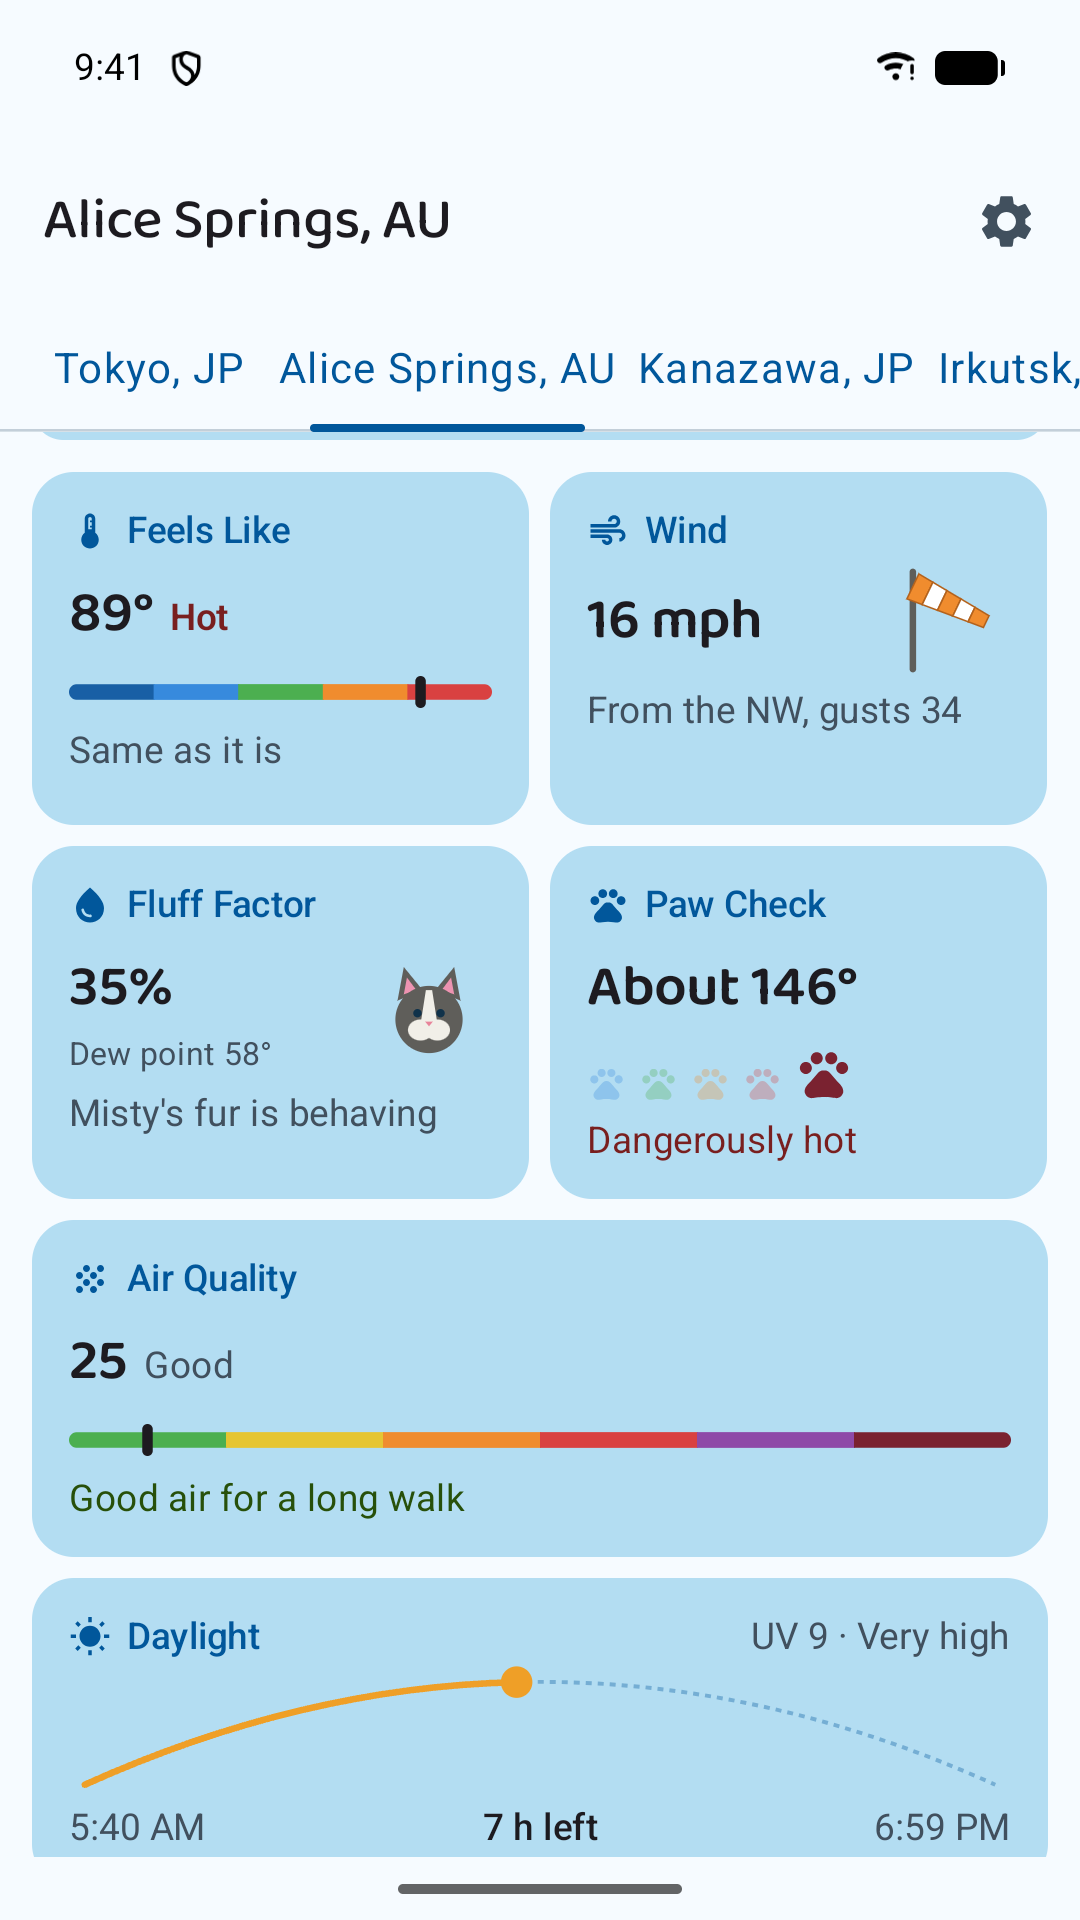 9:41
Alice Springs, AU
Tokyo, JP Alice Springs, AU Kanazawa, JP Irkutsk,
Feels Like
89° Hot
Same as it is
Wind
16 mph
From the NW, gusts 34
Fluff Factor
35%
Dew point 58°
Misty's fur is behaving
Paw Check
About 146°
Dangerously hot
Air Quality
25 Good
Good air for a long walk
Daylight UV 9 · Very high
5:40 AM 7 h left 6:59 PM